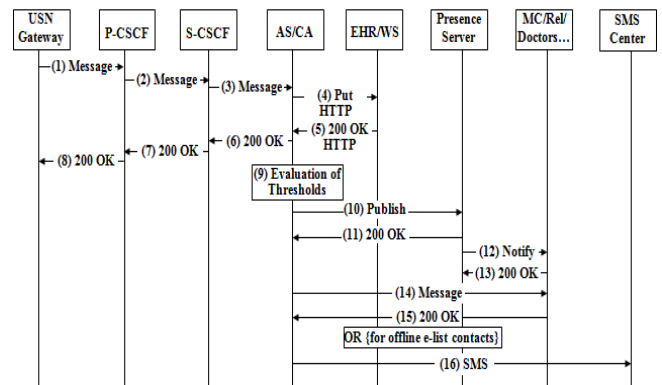 USN
Gateway
P-CSCF
S-CSCF
AS/CA
EHR/WS
Presence
Server
MC/Rel/
Doctors...
SMS
Center
(1) Message
(2) Message
(3) Message
(4) Put
HTTP
(5) 200 OK
HTTP
(6) 200 OK
(7) 200 OK
(8) 200 OK
(9) Evaluation of
Thresholds
(10) Publish
(11) 200 OK
(12) Notify
(13) 200 OK
(14) Message
(15) 200 OK
OR {for offline e-list contacts}
(16) SMS